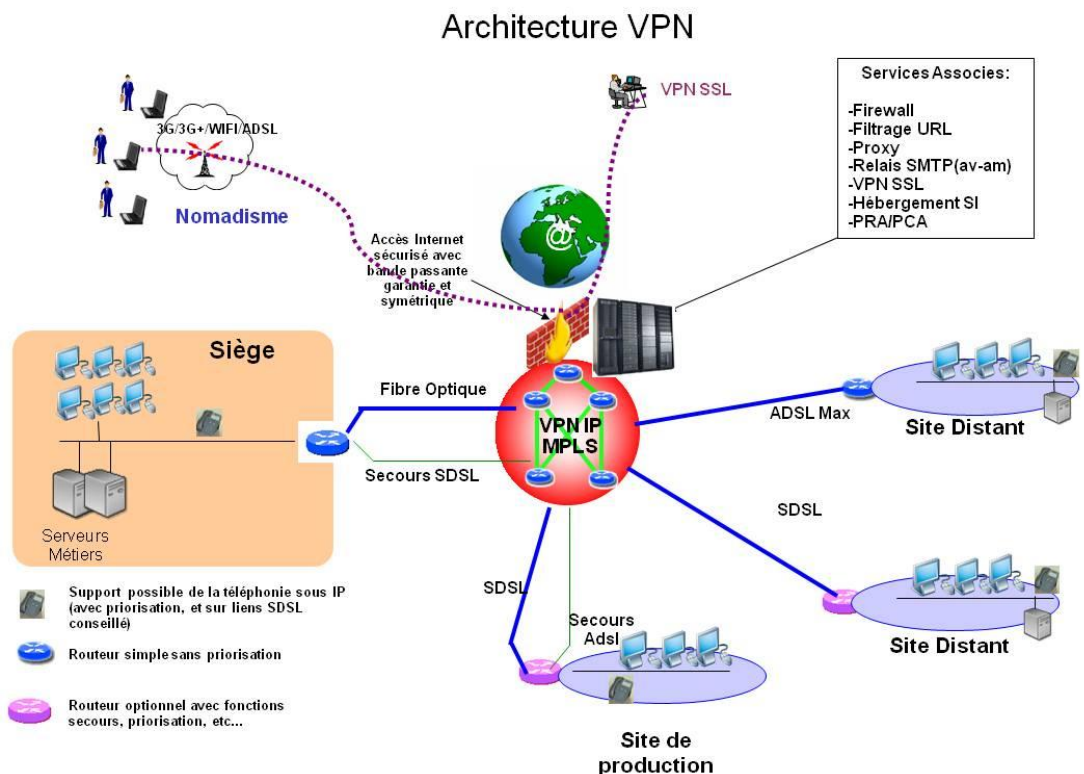 Architecture VPN
VPN SSL
Services Associes:
-Firewall
-Filtrage URL
-Proxy
-Relais SMTP(av-am)
-VPN SSL
-Hébergement SI
-PRA/PCA
3G/3G+/WIFI/ADSL
Nomadisme
@
Accès Internet
sécurisé avec
bande passante
garantie et
symétrique
Siège
Fibre Optique
VPN IP
MPLS
ADSL Max
Site Distant
Secours SDSL
Serveurs
Métiers
SDSL
SDSL
Site Distant
Secours
Adsl
Site de
production
Support possible de la téléphonie sous IP
(avec priorisation, et sur liens SDSL
conseillé)
Routeur simple sans priorisation
Routeur optionnel avec fonctions
secours, priorisation, etc...